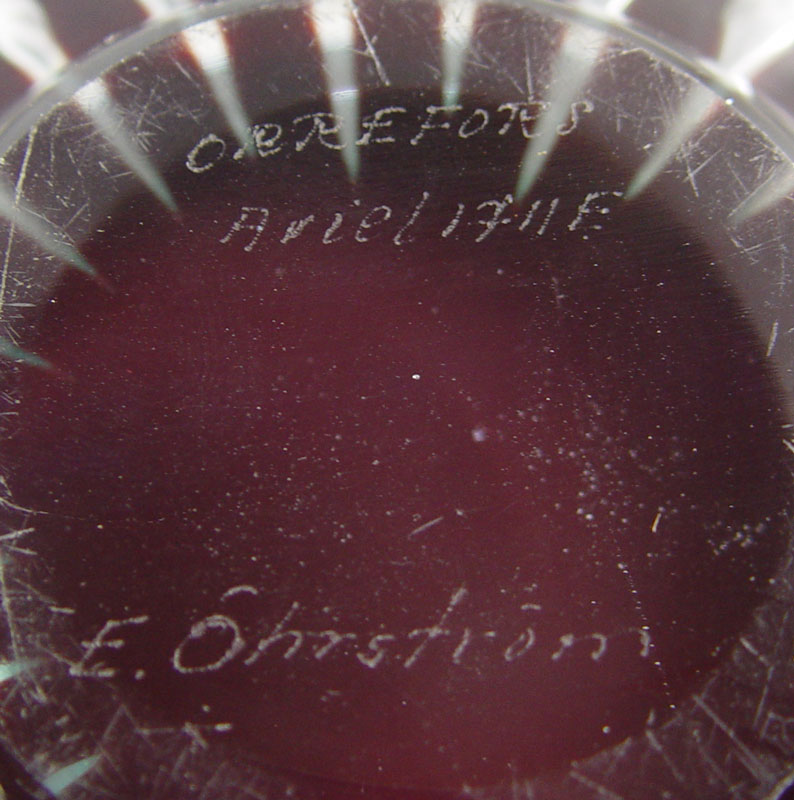 ORREFORS
Ariel 1711E
E. Öhrström